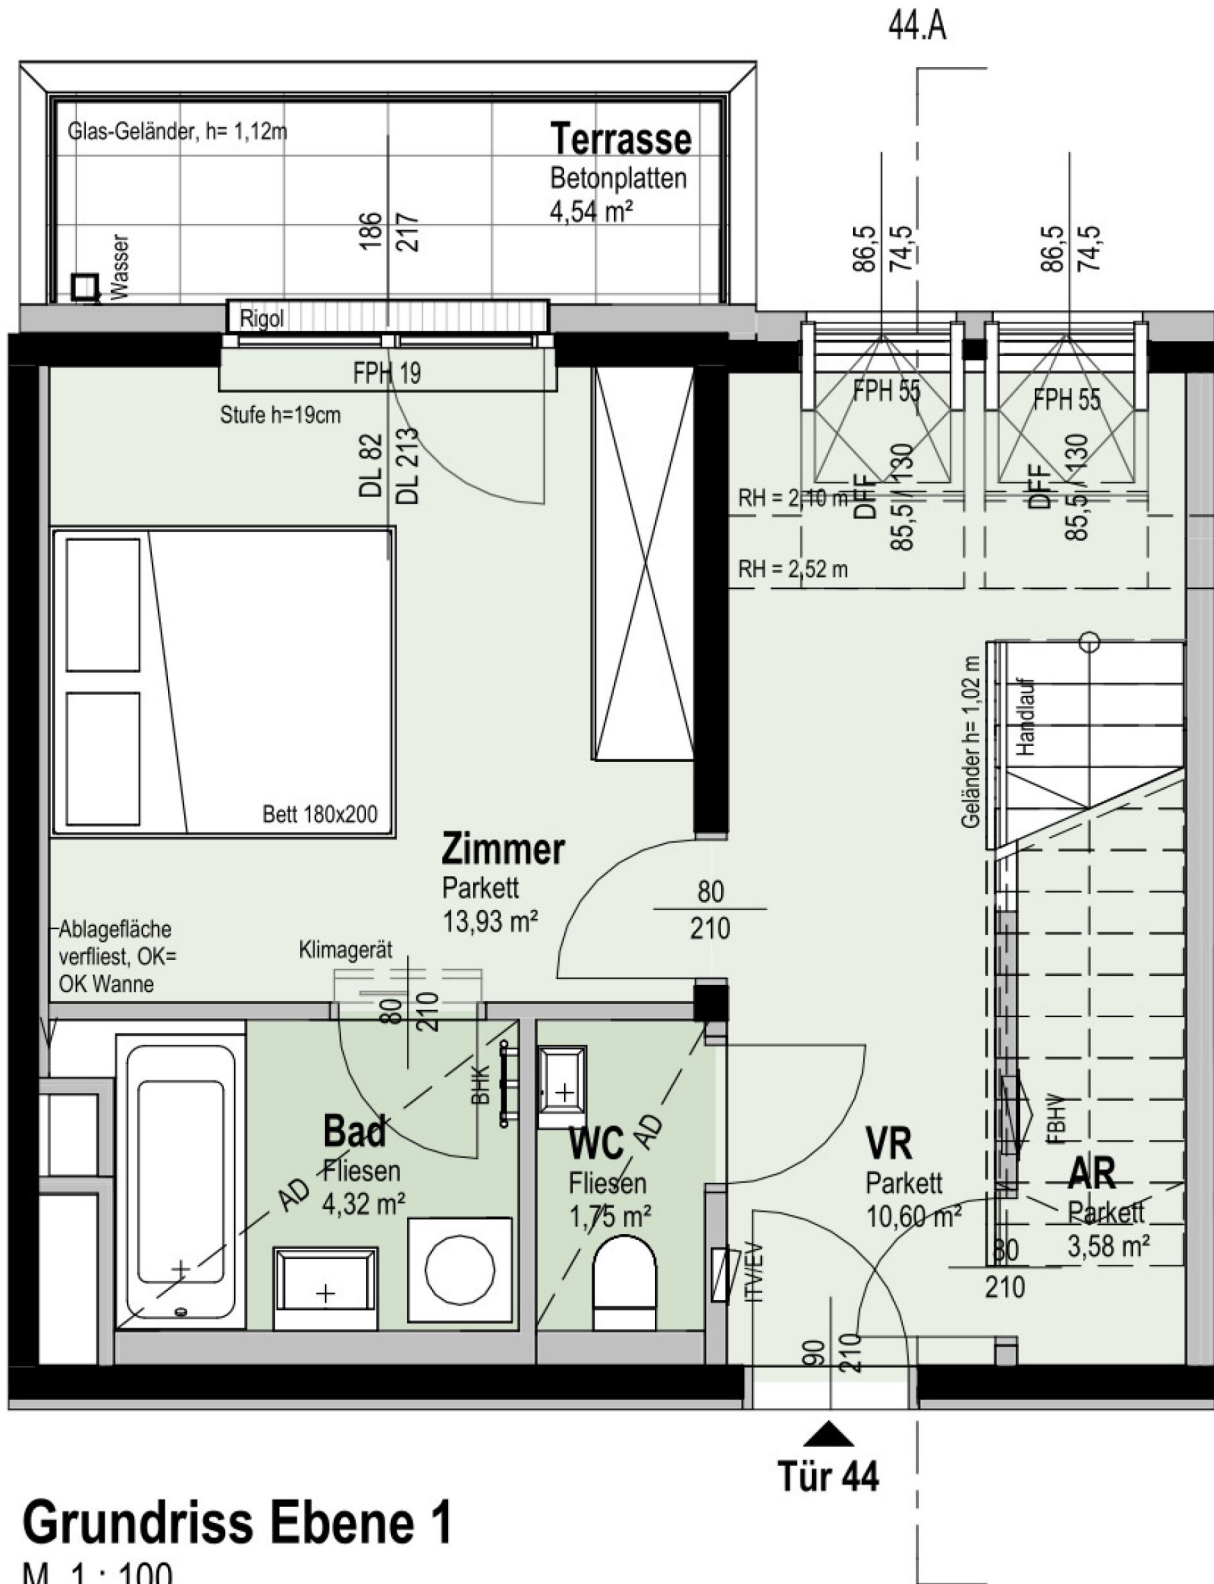 44.A
Glas-Geländer, h= 1,12m
Terrasse
Betonplatten
4,54 m²
186
217
Wasser
86,5
74,5
86,5
74,5
Rigol
FPH 19
Stufe h=19cm
DL 82
DL 213
FPH 55
FPH 55
DFF
85,5 / 130
DFF
85,5 / 130
RH = 2,10 m
RH = 2,52 m
Geländer h= 1,02 m
Handlauf
Bett 180x200
Zimmer
Parkett
13,93 m²
80
210
Ablagefläche
verfliest, OK=
OK Wanne
Klimagerät
80
210
BHK
Bad
Fliesen
4,32 m²
AD
WC
Fliesen
1,75 m²
AD
VR
Parkett
10,60 m²
FBHV
AR
Parkett
3,58 m²
80
210
ITV/EV
90
210
Tür 44
Grundriss Ebene 1
M 1 : 100